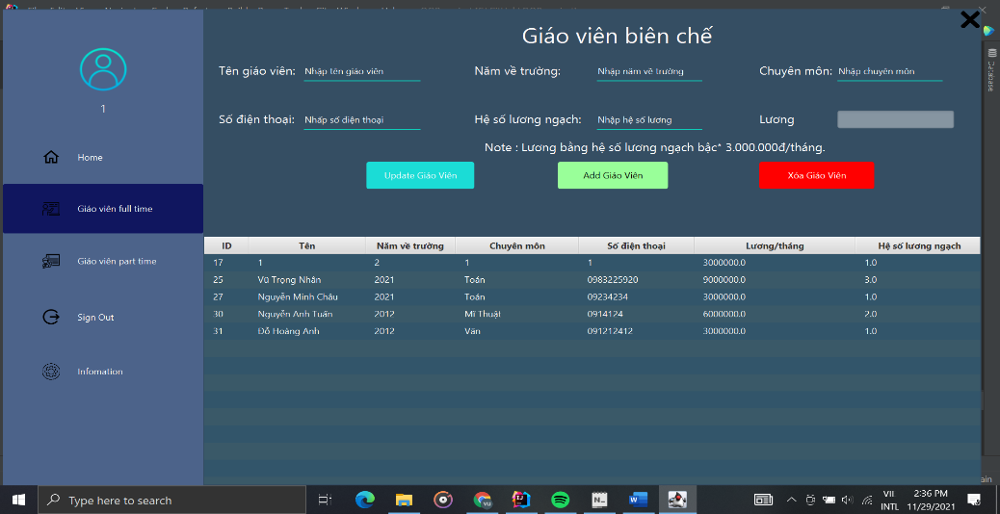 Giáo viên biên chế
Tên giáo viên: Nhập tên giáo viên Năm về trường: Nhập năm về trường Chuyên môn: Nhập chuyên môn
Số điện thoại: Nhấp số điện thoại Hệ số lương ngạch: Nhập hệ số lương Lương
Note : Lương bằng hệ số lương ngạch bậc* 3.000.000đ/tháng.
Update Giáo Viên Add Giáo Viên Xóa Giáo Viên
1
Home
Giáo viên full time
Giáo viên part time
Sign Out
Infomation
ID Tên Năm về trường Chuyên môn Số điện thoại Lương/tháng Hệ số lương ngạch
17 1 2 1 1 3000000.0 1.0
25 Vũ Trọng Nhân 2021 Toán 0983225920 9000000.0 3.0
27 Nguyễn Minh Châu 2021 Toán 09234234 3000000.0 1.0
30 Nguyễn Anh Tuấn 2012 Mĩ Thuật 0914124 6000000.0 2.0
31 Đỗ Hoàng Anh 2012 Văn 091212412 3000000.0 1.0
Database
Type here to search
VII
INTL
2:36 PM
11/29/2021